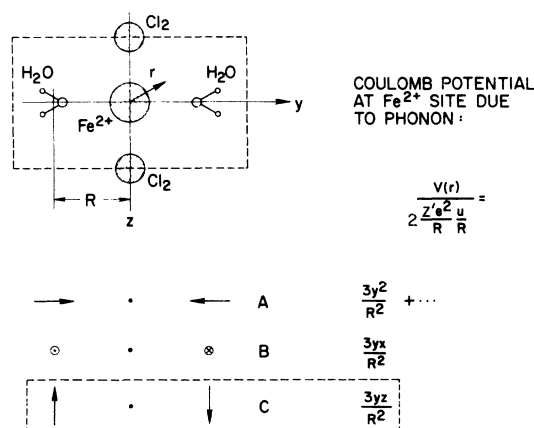 Cl₂
H₂O
r
H₂O
y
Fe²⁺
Cl₂
R
z
COULOMB POTENTIAL
AT Fe²⁺ SITE DUE
TO PHONON:
V(r)
2 Z'e²/R u/R =
A 3y²/R² + ···
B 3yx/R²
C 3yz/R²